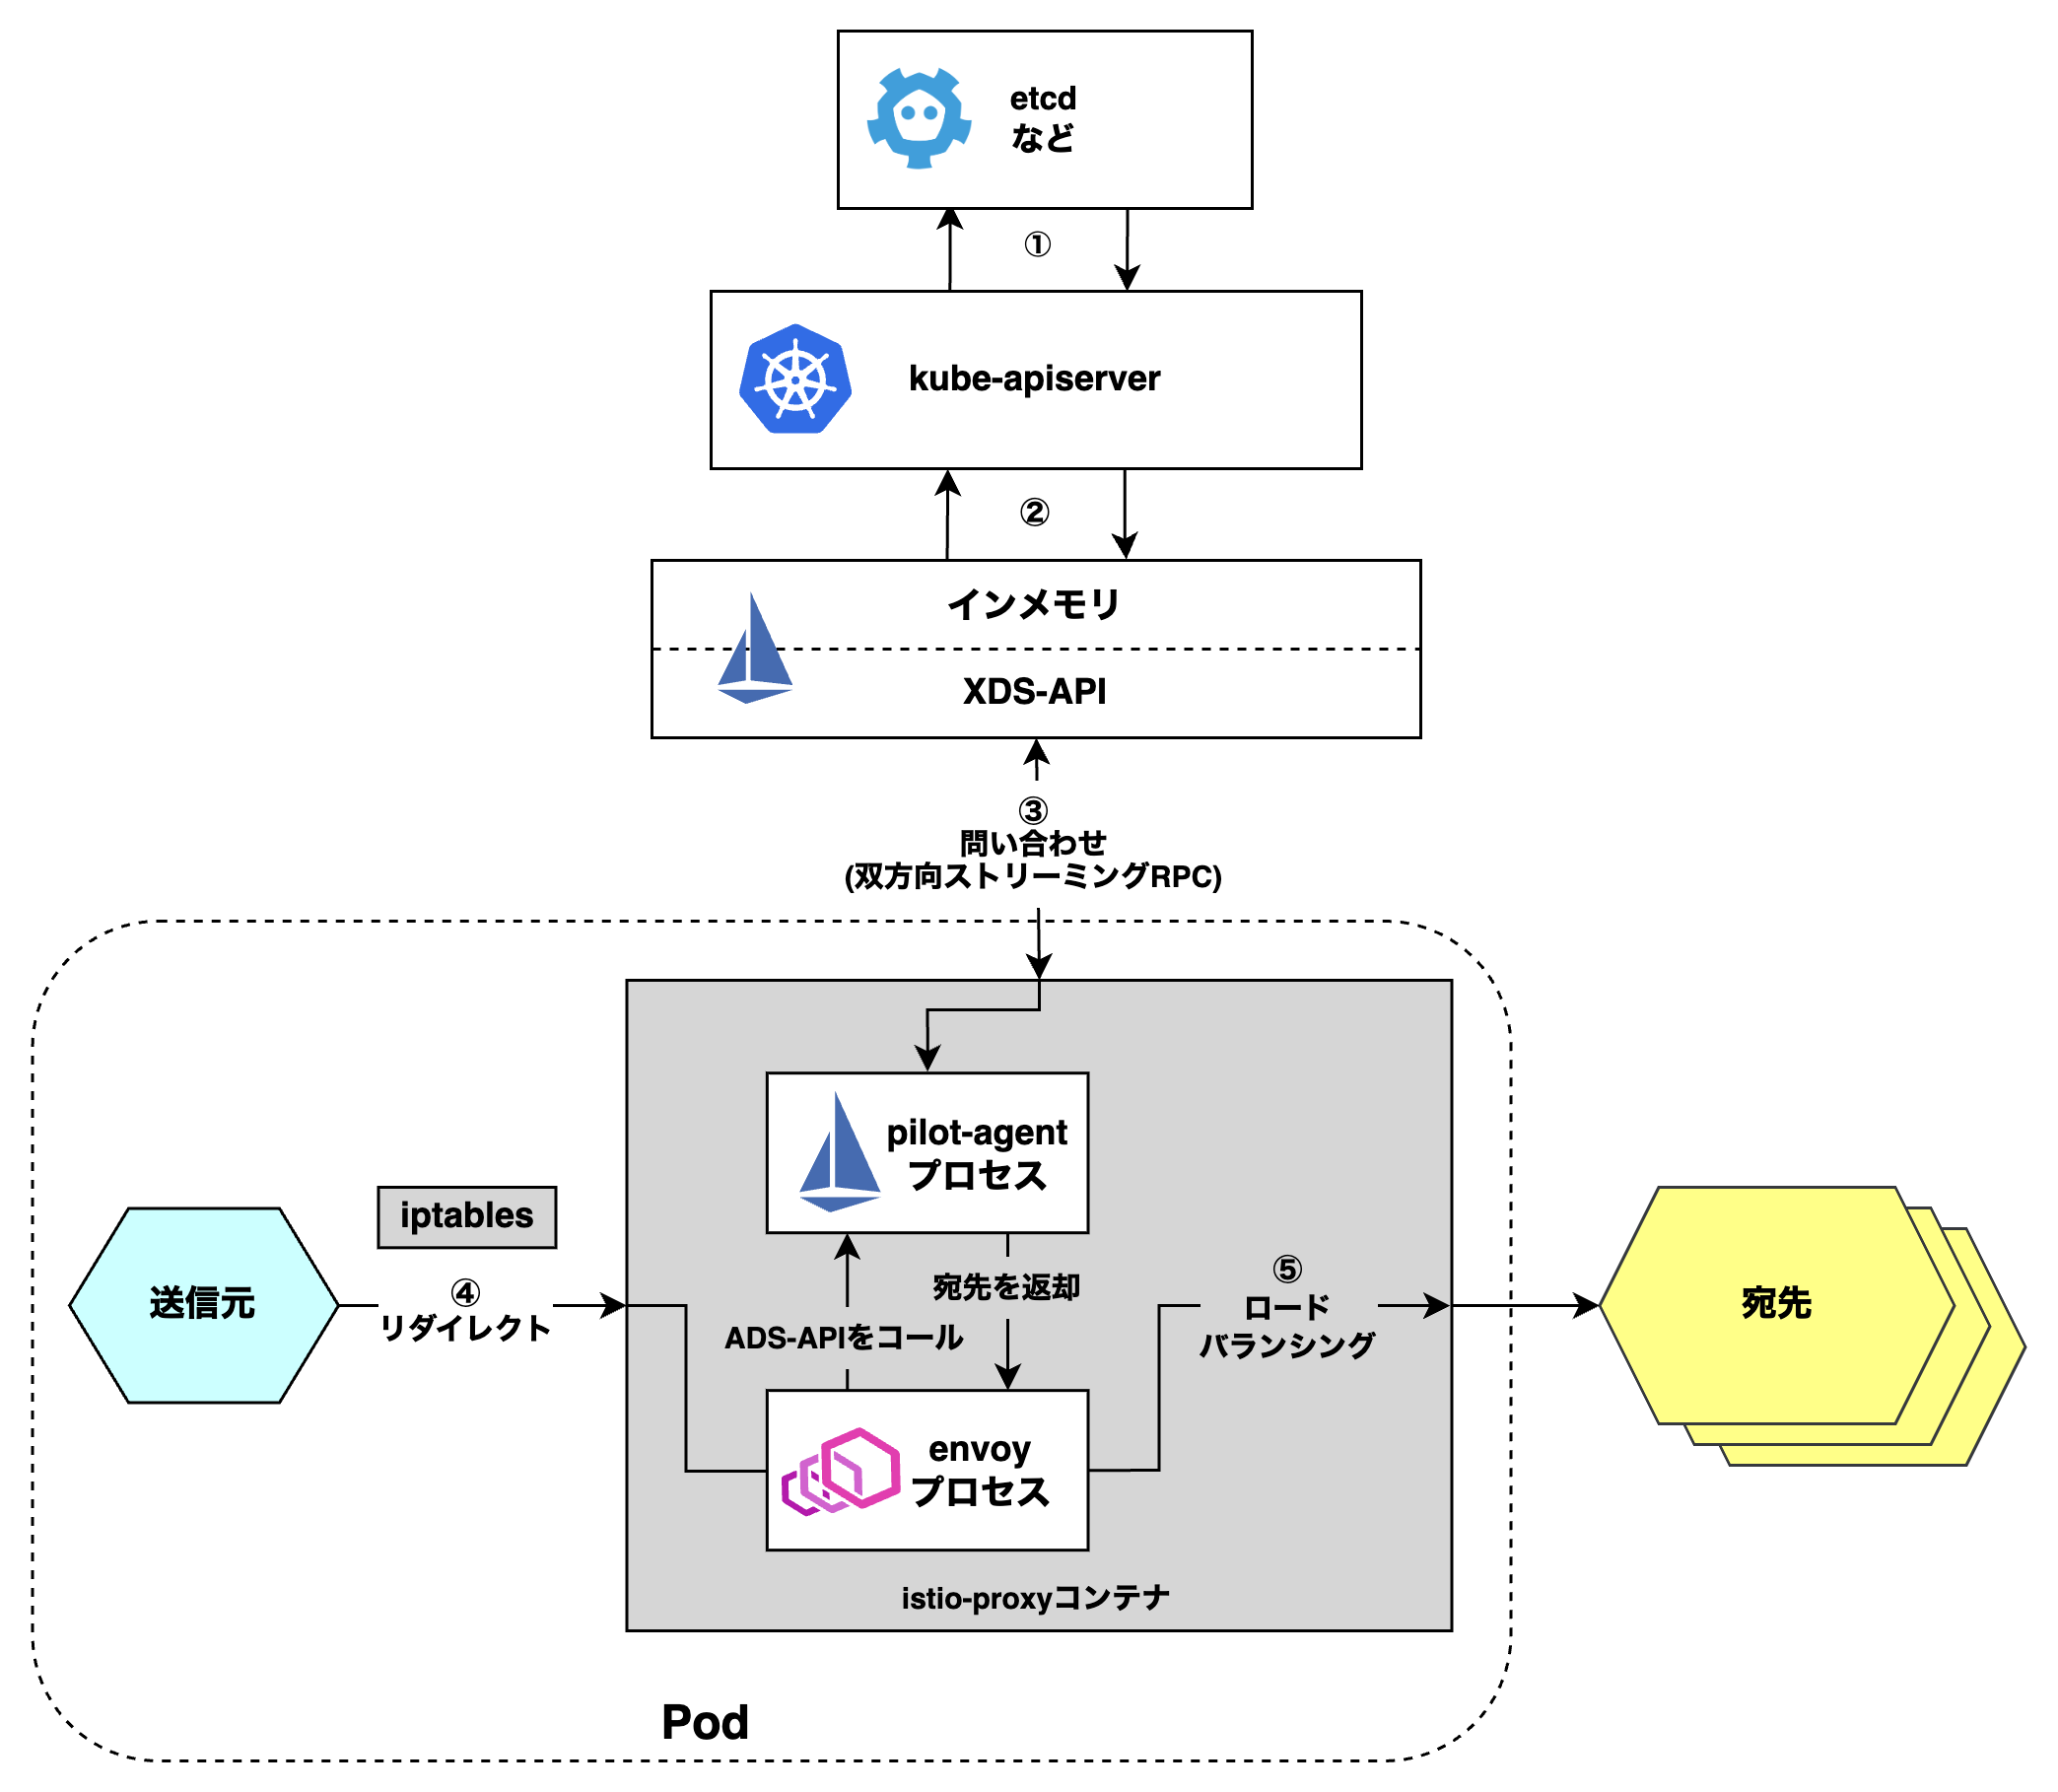 etcd
など
①
kube-apiserver
②
インメモリ
XDS-API
③
問い合わせ
(双方向ストリーミングRPC)
pilot-agent
プロセス
iptables
④
リダイレクト
送信元
宛先を返却
ADS-APIをコール
⑤
ロード
バランシング
宛先
envoy
プロセス
istio-proxyコンテナ
Pod